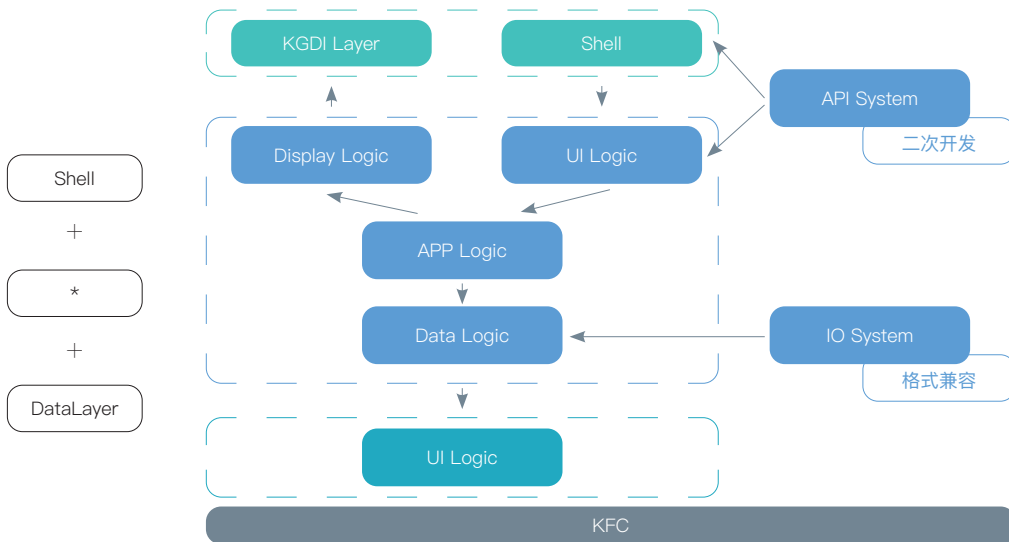 KGDI Layer
Shell
API System
二次开发
Display Logic
UI Logic
Shell
+
*
+
DataLayer
APP Logic
Data Logic
IO System
格式兼容
UI Logic
KFC